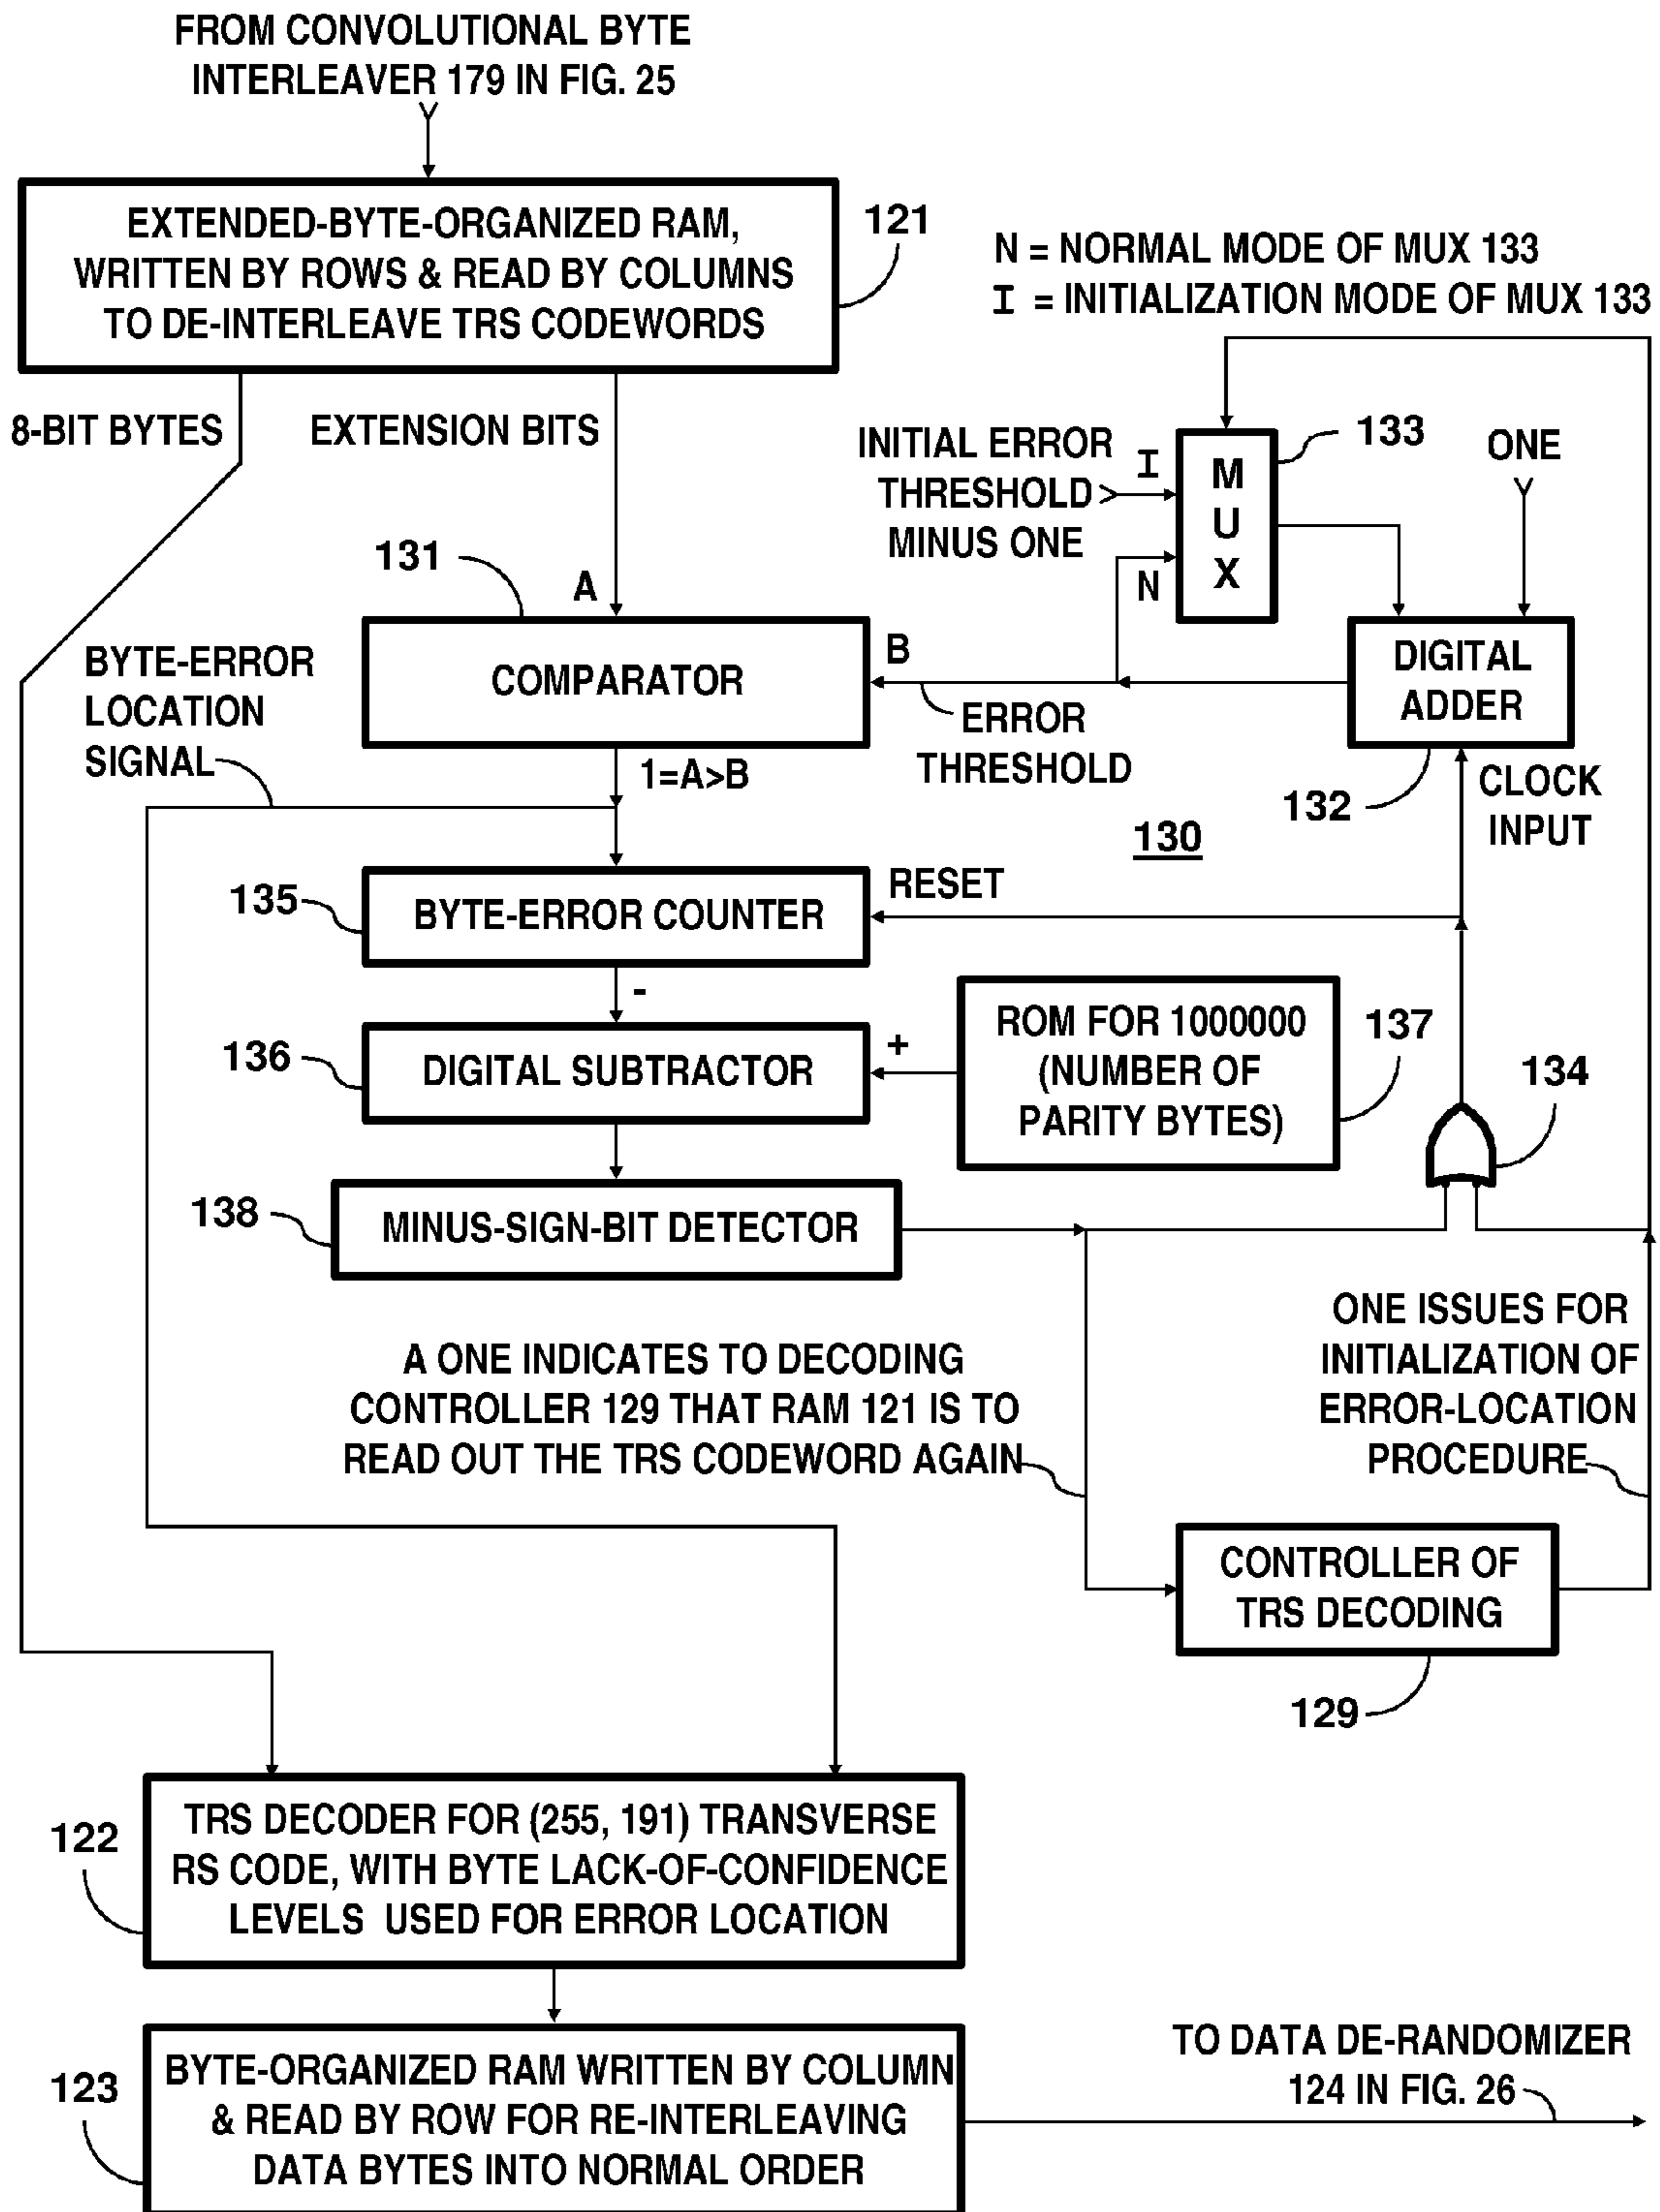 FROM CONVOLUTIONAL BYTE
INTERLEAVER 179 IN FIG. 25
EXTENDED-BYTE-ORGANIZED RAM,
WRITTEN BY ROWS & READ BY COLUMNS
TO DE-INTERLEAVE TRS CODEWORDS
121
N = NORMAL MODE OF MUX 133
I = INITIALIZATION MODE OF MUX 133
8-BIT BYTES
EXTENSION BITS
INITIAL ERROR
THRESHOLD
MINUS ONE
I
N
M
U
X
133
ONE
131
A
COMPARATOR
B
ERROR
THRESHOLD
DIGITAL
ADDER
132
CLOCK
INPUT
BYTE-ERROR
LOCATION
SIGNAL
1=A>B
130
135
BYTE-ERROR COUNTER
RESET
-
136
DIGITAL SUBTRACTOR
+
ROM FOR 1000000
(NUMBER OF
PARITY BYTES)
137
134
138
MINUS-SIGN-BIT DETECTOR
A ONE INDICATES TO DECODING
CONTROLLER 129 THAT RAM 121 IS TO
READ OUT THE TRS CODEWORD AGAIN
ONE ISSUES FOR
INITIALIZATION OF
ERROR-LOCATION
PROCEDURE
CONTROLLER OF
TRS DECODING
129
122
TRS DECODER FOR (255, 191) TRANSVERSE
RS CODE, WITH BYTE LACK-OF-CONFIDENCE
LEVELS USED FOR ERROR LOCATION
123
BYTE-ORGANIZED RAM WRITTEN BY COLUMN
& READ BY ROW FOR RE-INTERLEAVING
DATA BYTES INTO NORMAL ORDER
TO DATA DE-RANDOMIZER
124 IN FIG. 26